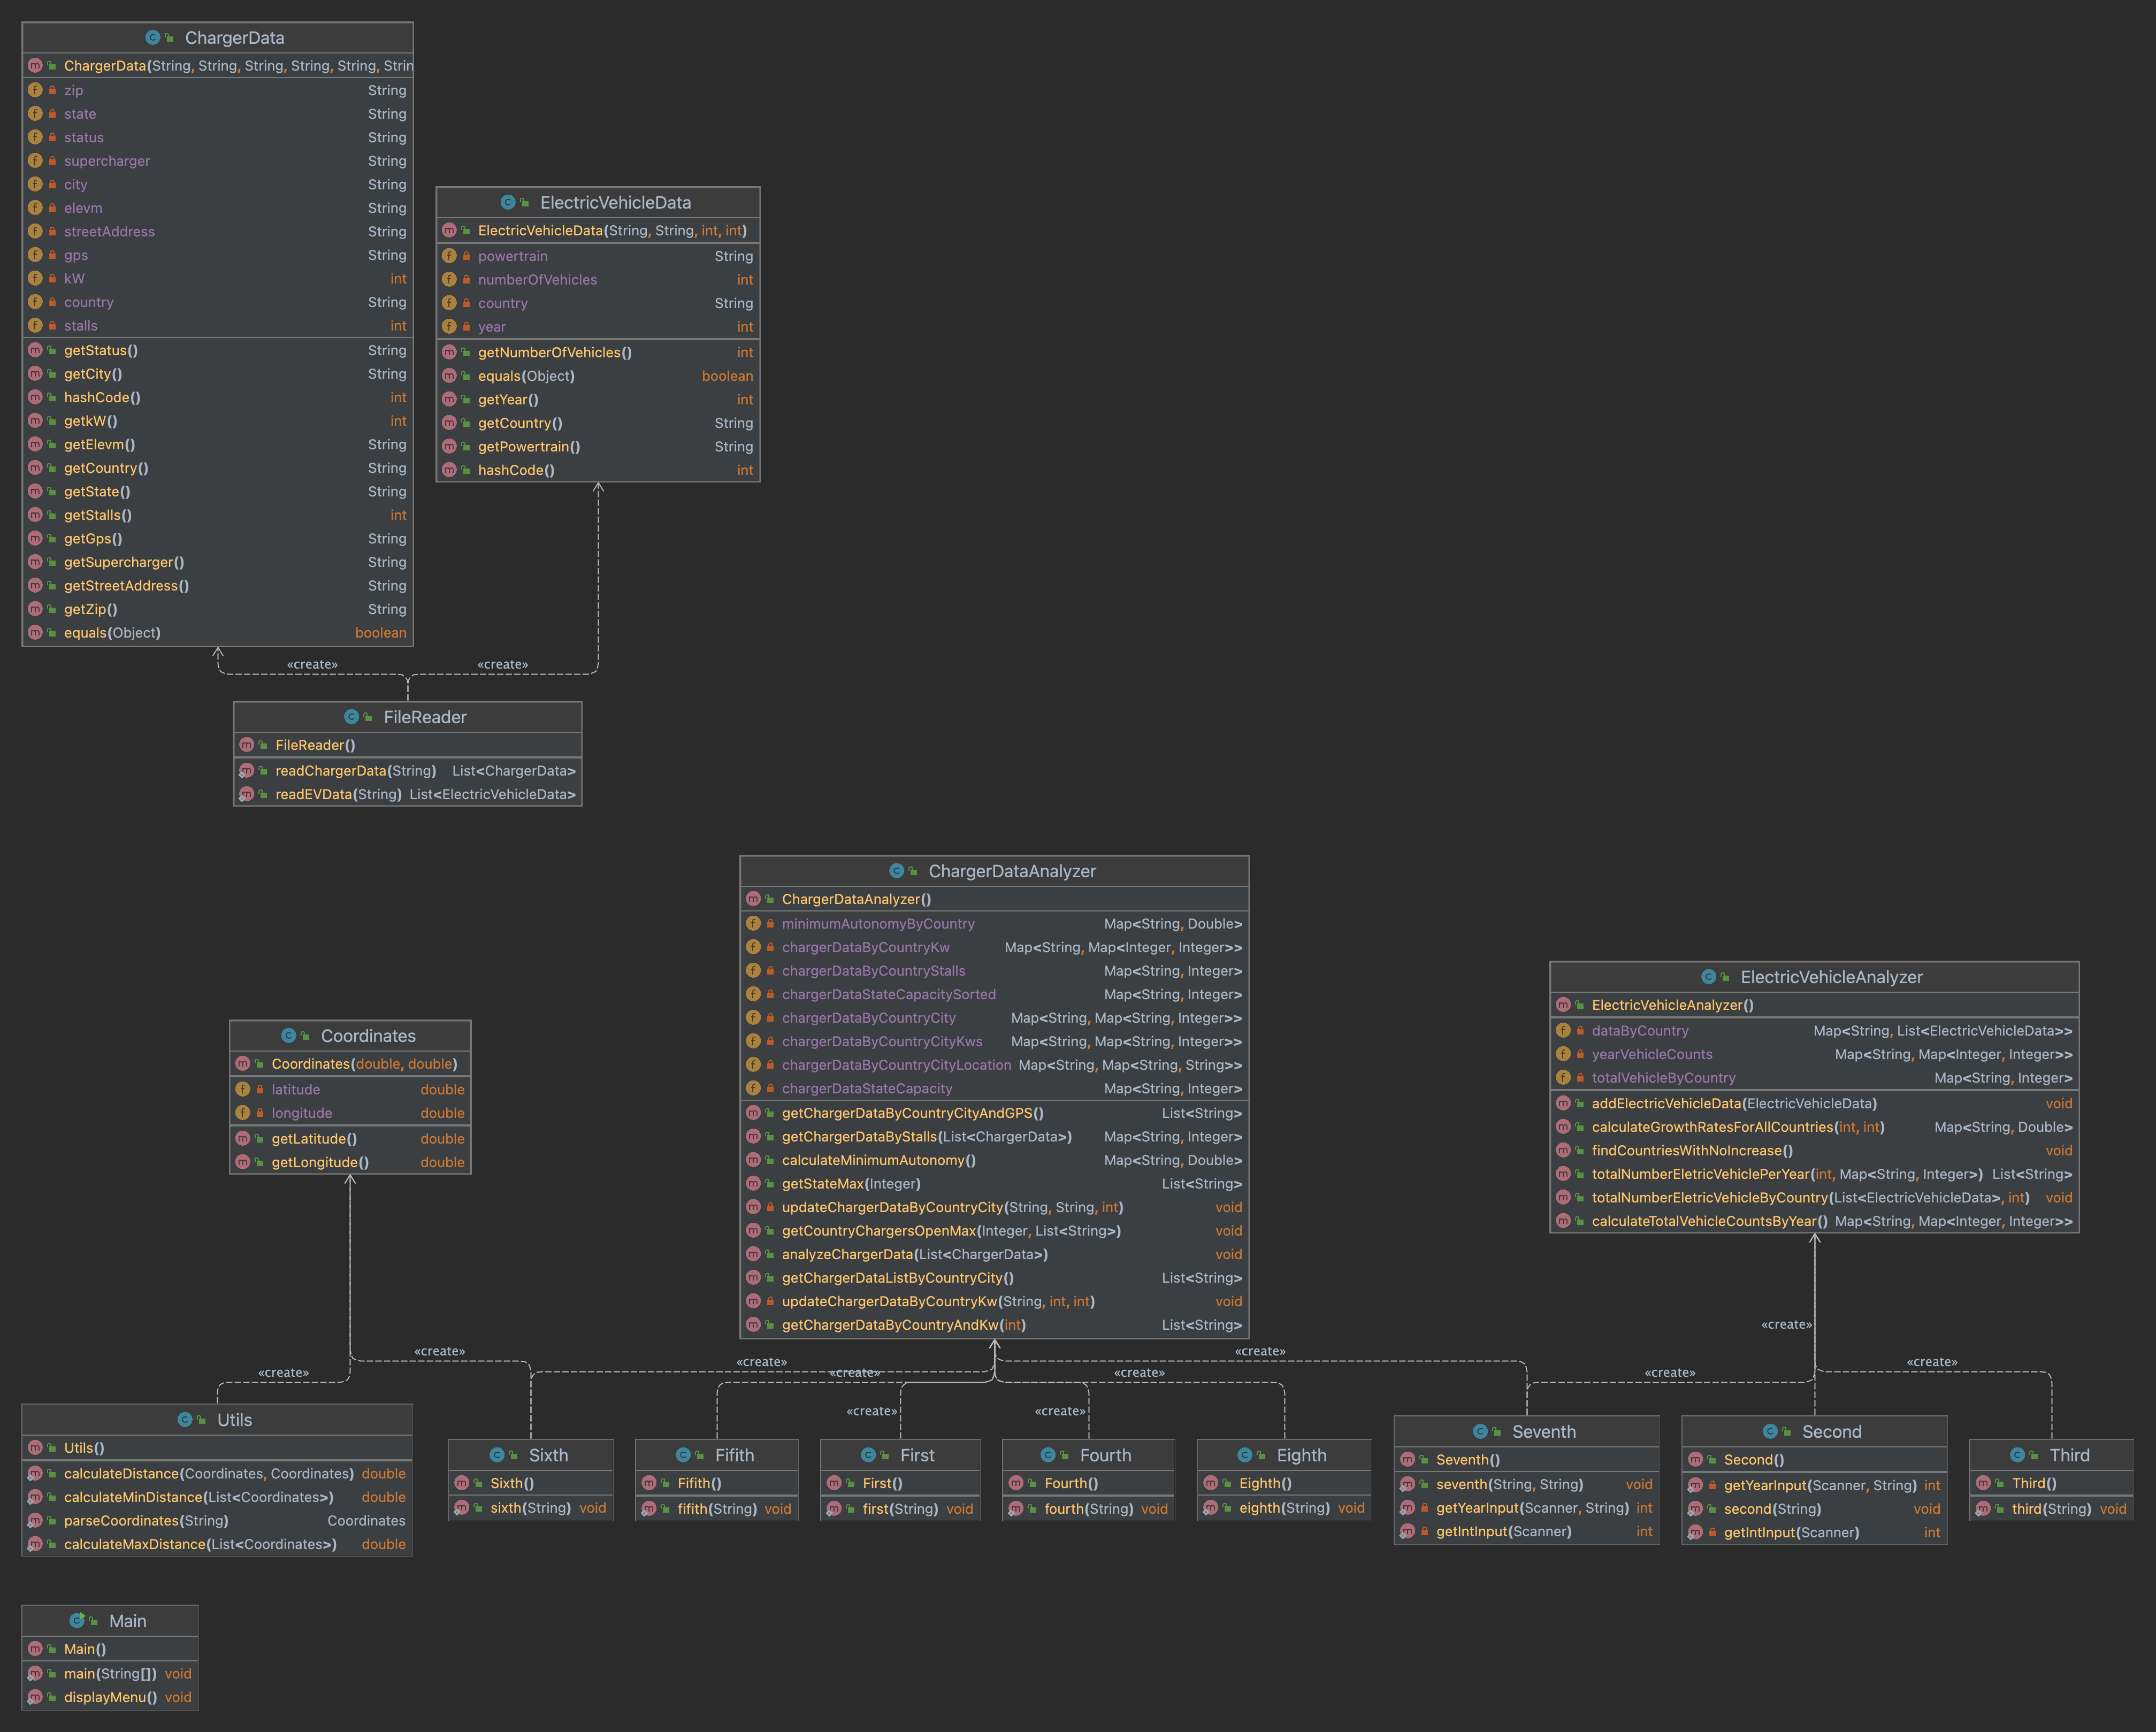 ChargerData
ChargerData(String, String, String, String, String, Strin
zip String
state String
status String
supercharger String
city String
elevm String
streetAddress String
gps String
kW int
country String
stalls int
getStatus() String
getCity() String
hashCode() int
getkW() int
getElevm() String
getCountry() String
getState() String
getStalls() int
getGps() String
getSupercharger() String
getStreetAddress() String
getZip() String
equals(Object) boolean
ElectricVehicleData
ElectricVehicleData(String, String, int, int)
powertrain String
numberOfVehicles int
country String
year int
getNumberOfVehicles() int
equals(Object) boolean
getYear() int
getCountry() String
getPowertrain() String
hashCode() int
«create» «create»
FileReader
FileReader()
readChargerData(String) List<ChargerData>
readEVData(String) List<ElectricVehicleData>
ChargerDataAnalyzer
ChargerDataAnalyzer()
minimumAutonomyByCountry Map<String, Double>
chargerDataByCountryKw Map<String, Map<Integer, Integer>>
chargerDataByCountryStalls Map<String, Integer>
chargerDataStateCapacitySorted Map<String, Integer>
chargerDataByCountryCity Map<String, Map<String, Integer>>
chargerDataByCountryCityKws Map<String, Map<String, Integer>>
chargerDataByCountryCityLocation Map<String, Map<String, String>>
chargerDataStateCapacity Map<String, Integer>
getChargerDataByCountryCityAndGPS() List<String>
getChargerDataByStalls(List<ChargerData>) Map<String, Integer>
calculateMinimumAutonomy() Map<String, Double>
getStateMax(Integer) List<String>
updateChargerDataByCountryCity(String, String, int) void
getCountryChargersOpenMax(Integer, List<String>) void
analyzeChargerData(List<ChargerData>) void
getChargerDataListByCountryCity() List<String>
updateChargerDataByCountryKw(String, int, int) void
getChargerDataByCountryAndKw(int) List<String>
ElectricVehicleAnalyzer
ElectricVehicleAnalyzer()
dataByCountry Map<String, List<ElectricVehicleData>>
yearVehicleCounts Map<String, Map<Integer, Integer>>
totalVehicleByCountry Map<String, Integer>
addElectricVehicleData(ElectricVehicleData) void
calculateGrowthRatesForAllCountries(int, int) Map<String, Double>
findCountriesWithNoIncrease() void
totalNumberEletricVehiclePerYear(int, Map<String, Integer>) List<String>
totalNumberEletricVehicleByCountry(List<ElectricVehicleData>, int) void
calculateTotalVehicleCountsByYear() Map<String, Map<Integer, Integer>>
Coordinates
Coordinates(double, double)
latitude double
longitude double
getLatitude() double
getLongitude() double
«create»
«create» «create» «create»
«create» «create» «create» «create» «create»
«create» «create»
Utils
Utils()
calculateDistance(Coordinates, Coordinates) double
calculateMinDistance(List<Coordinates>) double
parseCoordinates(String) Coordinates
calculateMaxDistance(List<Coordinates>) double
Sixth
Sixth()
sixth(String) void
Fifith
Fifith()
fifith(String) void
First
First()
first(String) void
Fourth
Fourth()
fourth(String) void
Eighth
Eighth()
eighth(String) void
Seventh
Seventh()
seventh(String, String) void
getYearInput(Scanner, String) int
getIntInput(Scanner) int
Second
Second()
getYearInput(Scanner, String) int
second(String) void
getIntInput(Scanner) int
Third
Third()
third(String) void
Main
Main()
main(String[]) void
displayMenu() void